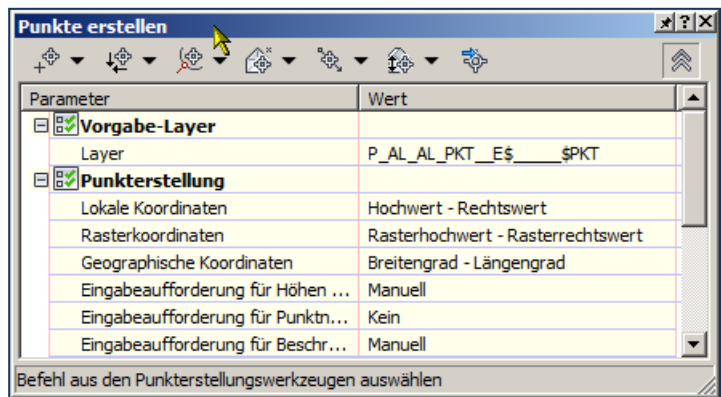 Punkte erstellen
Parameter Wert
Vorgabe-Layer
Layer P_AL_AL_PKT__E$_____$PKT
Punkterstellung
Lokale Koordinaten Hochwert - Rechtswert
Rasterkoordinaten Rasterhochwert - Rasterrechtswert
Geographische Koordinaten Breitengrad - Längengrad
Eingabeaufforderung für Höhen ... Manuell
Eingabeaufforderung für Punktn... Kein
Eingabeaufforderung für Beschr... Manuell
Befehl aus den Punkterstellungswerkzeugen auswählen